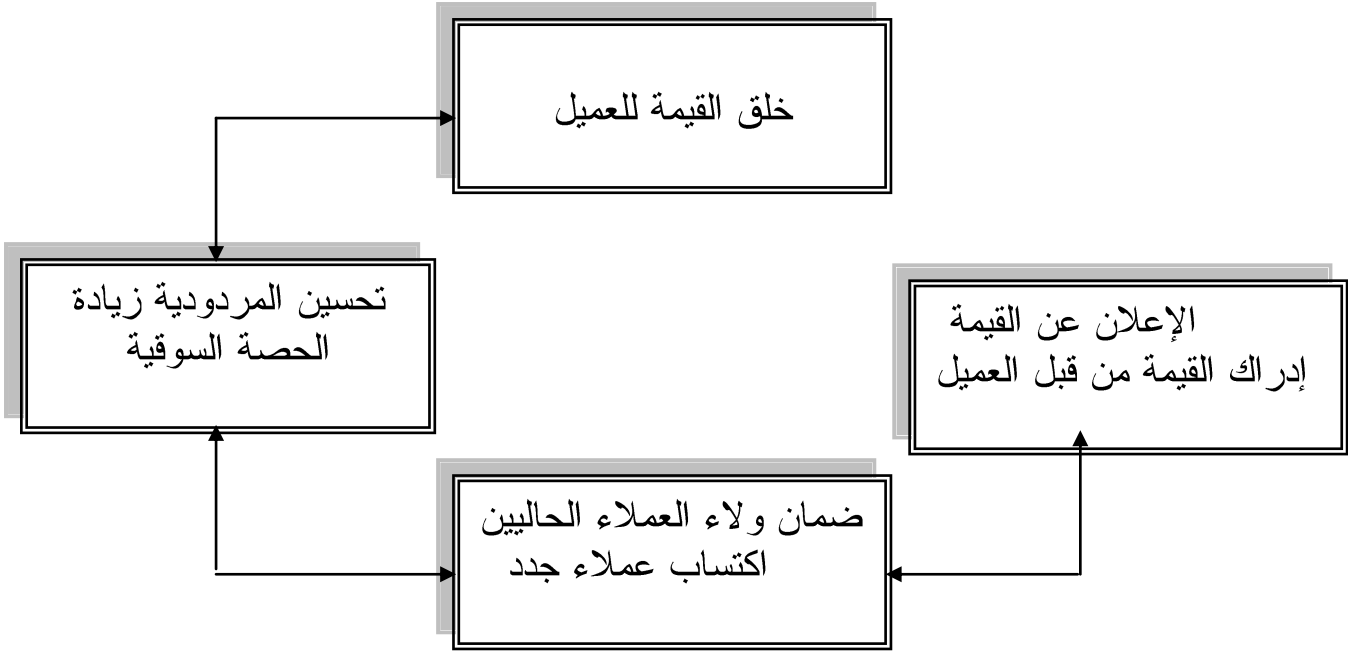 خلق القيمة للعميل
الإعلان عن القيمة
إدراك القيمة من قبل العميل
تحسين المردودية زيادة
الحصة السوقية
ضمان ولاء العملاء الحاليين
اكتساب عملاء جدد